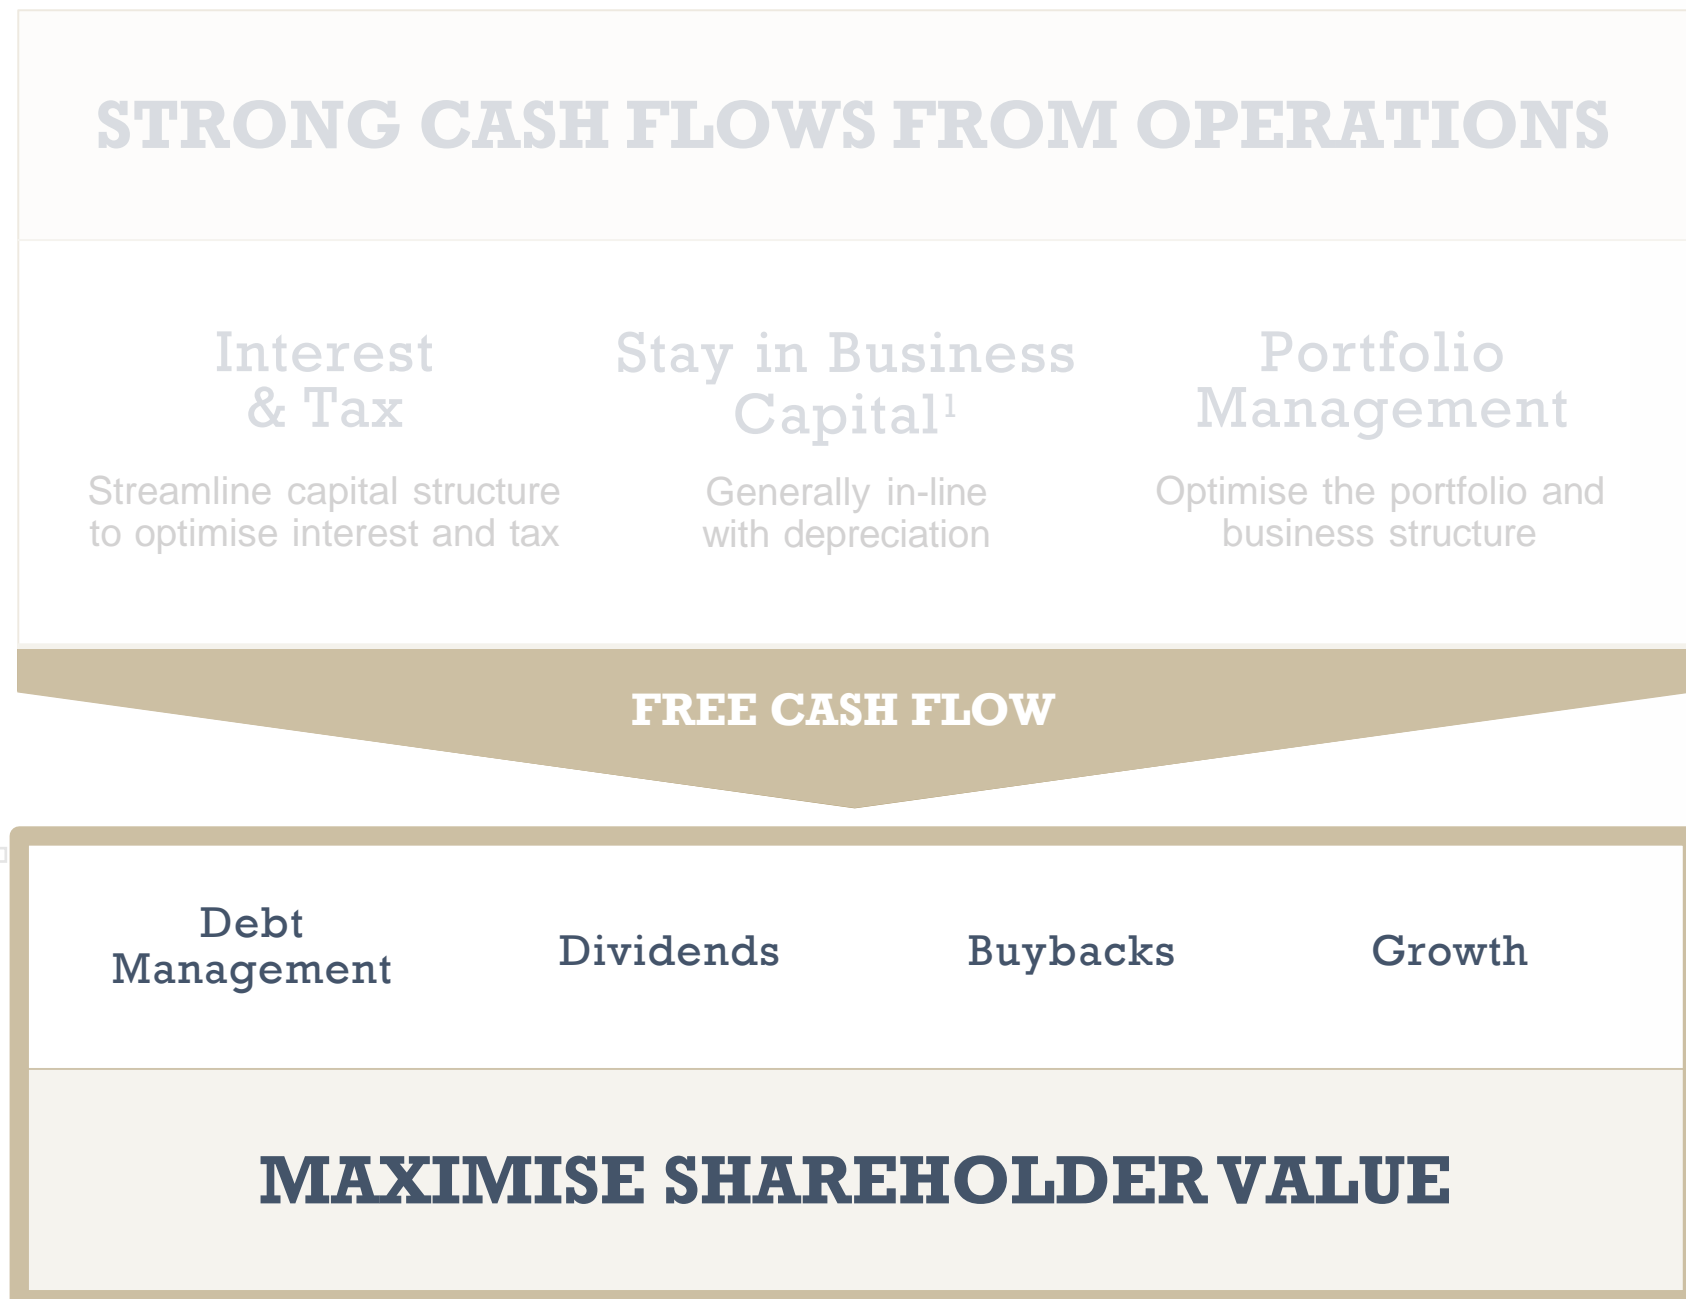 STRONG CASH FLOWS FROM OPERATIONS
Interest
& Tax
Streamline capital structure
to optimise interest and tax
Stay in Business
Capital¹
Generally in-line
with depreciation
Portfolio
Management
Optimise the portfolio and
business structure
FREE CASH FLOW
Debt
Management
Dividends
Buybacks
Growth
MAXIMISE SHAREHOLDER VALUE